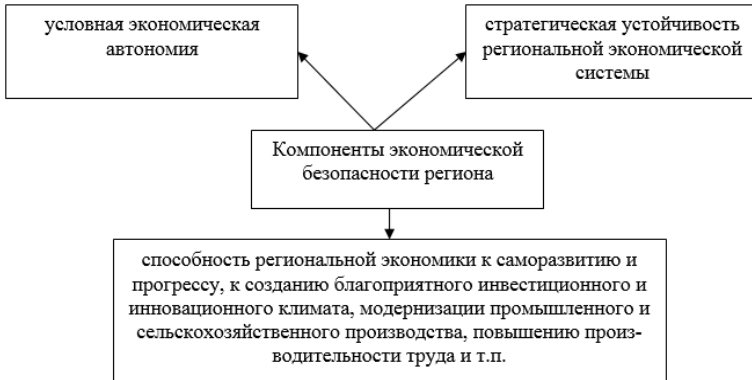 условная экономическая
автономия
стратегическая устойчивость
региональной экономической
системы
Компоненты экономической
безопасности региона
способность региональной экономики к саморазвитию и
прогрессу, к созданию благоприятного инвестиционного и
инновационного климата, модернизации промышленного и
сельскохозяйственного производства, повышению произ-
водительности труда и т.п.